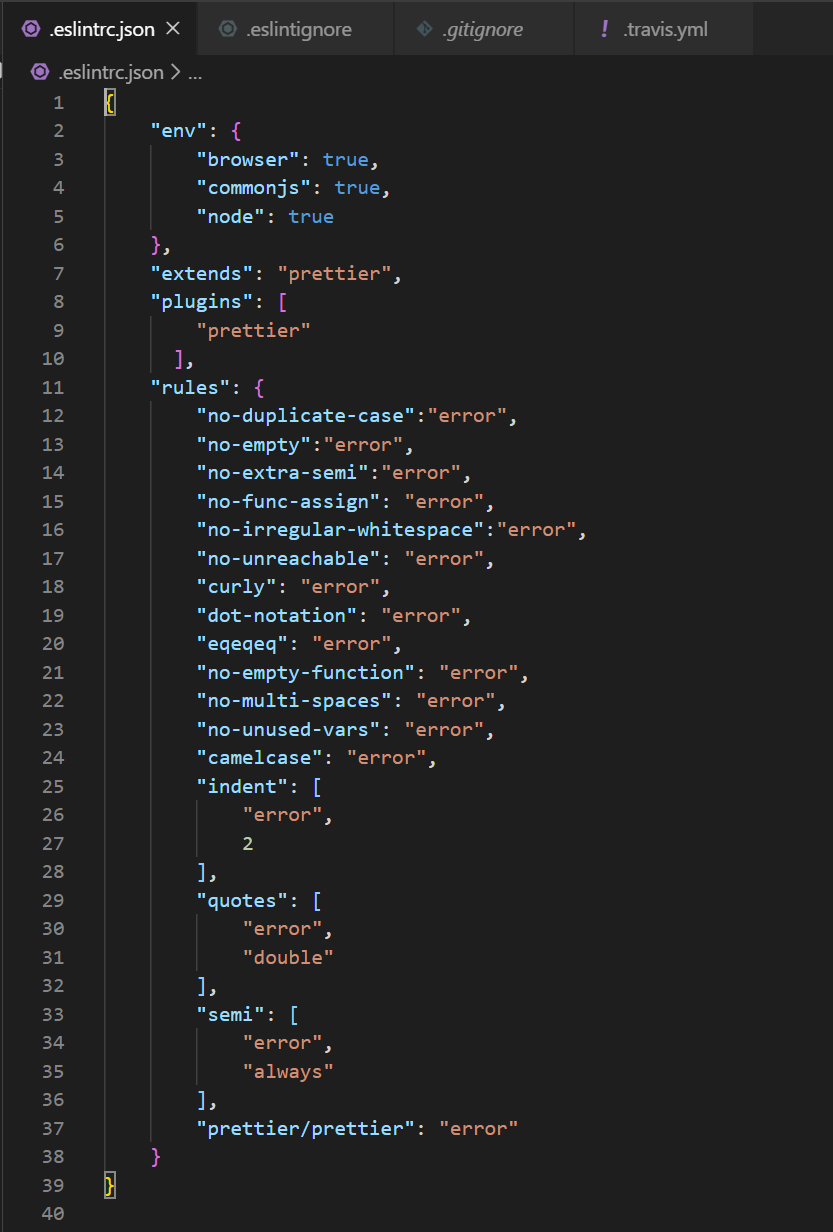 .eslintrc.json × .eslintignore .gitignore ! .travis.yml
.eslintrc.json > ...
1 {
2 "env": {
3 "browser": true,
4 "commonjs": true,
5 "node": true
6 },
7 "extends": "prettier",
8 "plugins": [
9 "prettier"
10 ],
11 "rules": {
12 "no-duplicate-case":"error",
13 "no-empty":"error",
14 "no-extra-semi":"error",
15 "no-func-assign": "error",
16 "no-irregular-whitespace":"error",
17 "no-unreachable": "error",
18 "curly": "error",
19 "dot-notation": "error",
20 "eqeqeq": "error",
21 "no-empty-function": "error",
22 "no-multi-spaces": "error",
23 "no-unused-vars": "error",
24 "camelcase": "error",
25 "indent": [
26 "error",
27 2
28 ],
29 "quotes": [
30 "error",
31 "double"
32 ],
33 "semi": [
34 "error",
35 "always"
36 ],
37 "prettier/prettier": "error"
38 }
39 }
40